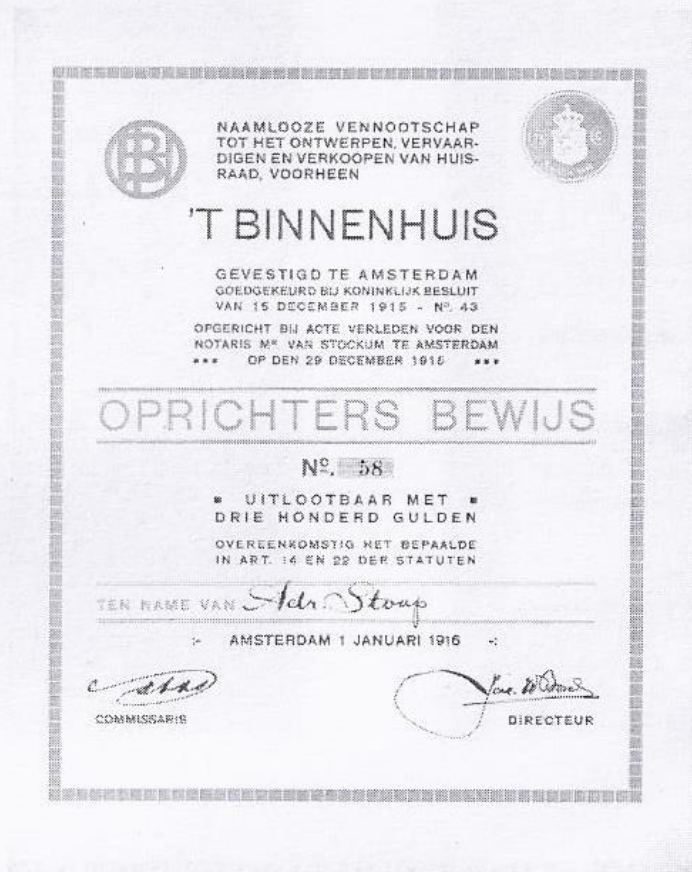 NAAMLOOZE VENNOOTSCHAP
TOT HET ONTWERPEN, VERVAAR-
DIGEN EN VERKOOPEN VAN HUIS-
RAAD, VOORHEEN
'T BINNENHUIS
GEVESTIGD TE AMSTERDAM
GOEDGEKEURD BIJ KONINKLIJK BESLUIT
VAN 15 DECEMBER 1915 - No. 43
OPGERICHT BIJ ACTE VERLEDEN VOOR DEN
NOTARIS Mr VAN STOCKUM TE AMSTERDAM
OP DEN 29 DECEMBER 1915
OPRICHTERS BEWIJS
No. 58
UITLOOTBAAR MET
DRIE HONDERD GULDEN
OVEREENKOMSTIG HET BEPAALDE
IN ART. 14 EN 22 DER STATUTEN
TEN NAME VAN Adr. Stoup
AMSTERDAM 1 JANUARI 1916
COMMISSARIS
DIRECTEUR